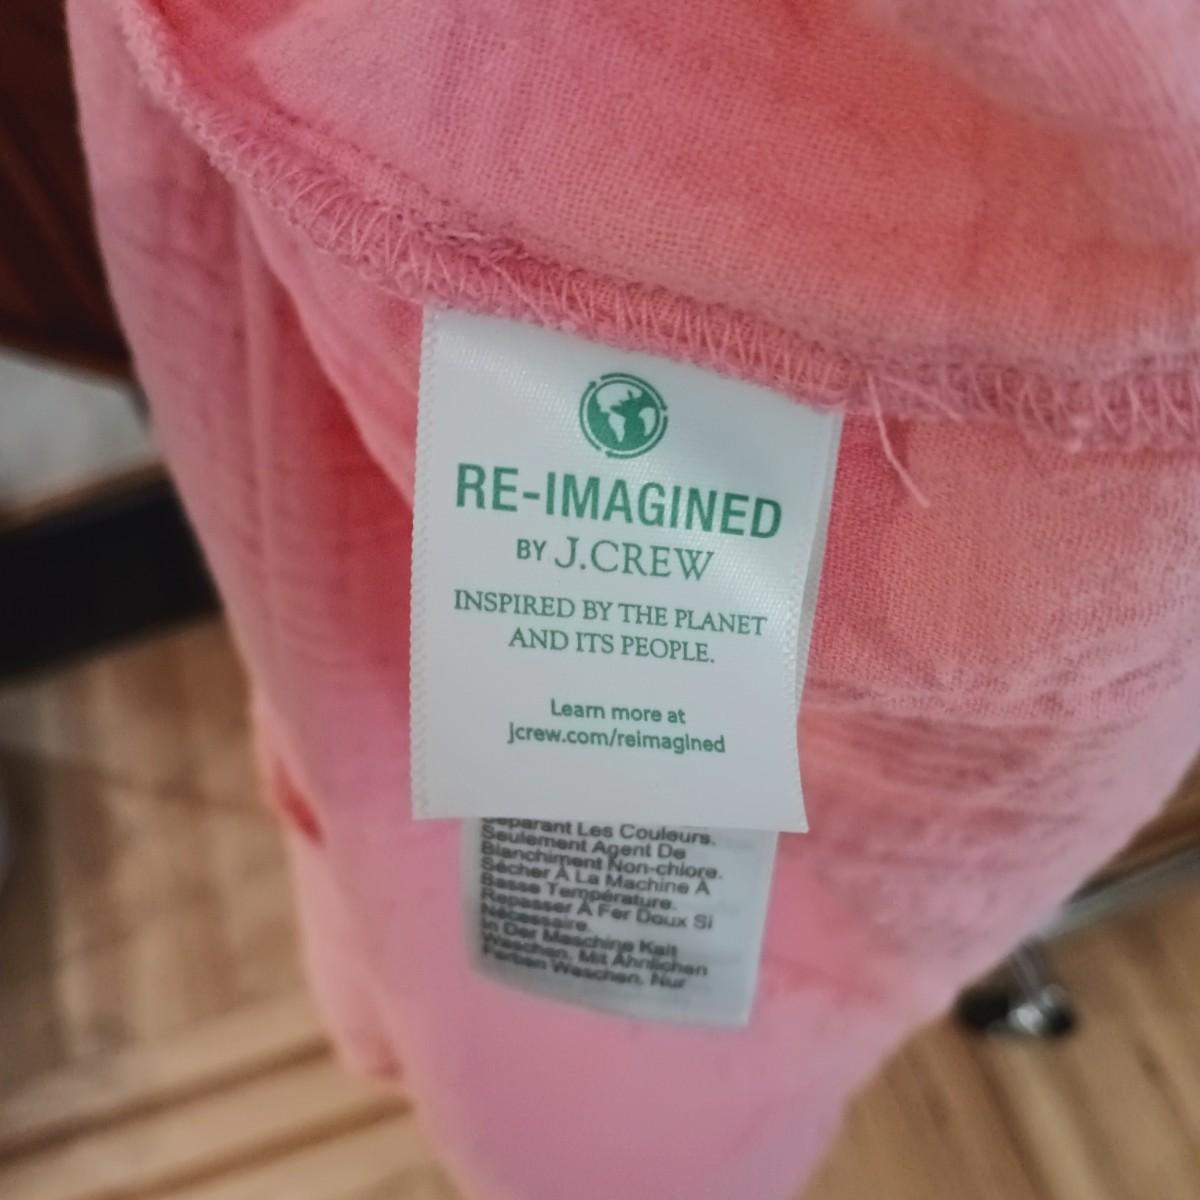 RE-IMAGINED
BY J.CREW
INSPIRED BY THE PLANET
AND ITS PEOPLE.
Learn more at
jcrew.com/reimagined
Séparant Les Couleurs.
Seulement Agent De
Blanchiment Non-chlore.
Sécher À La Machine À
Basse Température.
Repasser À Fer Doux Si
Nécessaire.
In Der Maschine Kalt
Waschen, Mit Ähnlichen
Farben Waschen. Nur